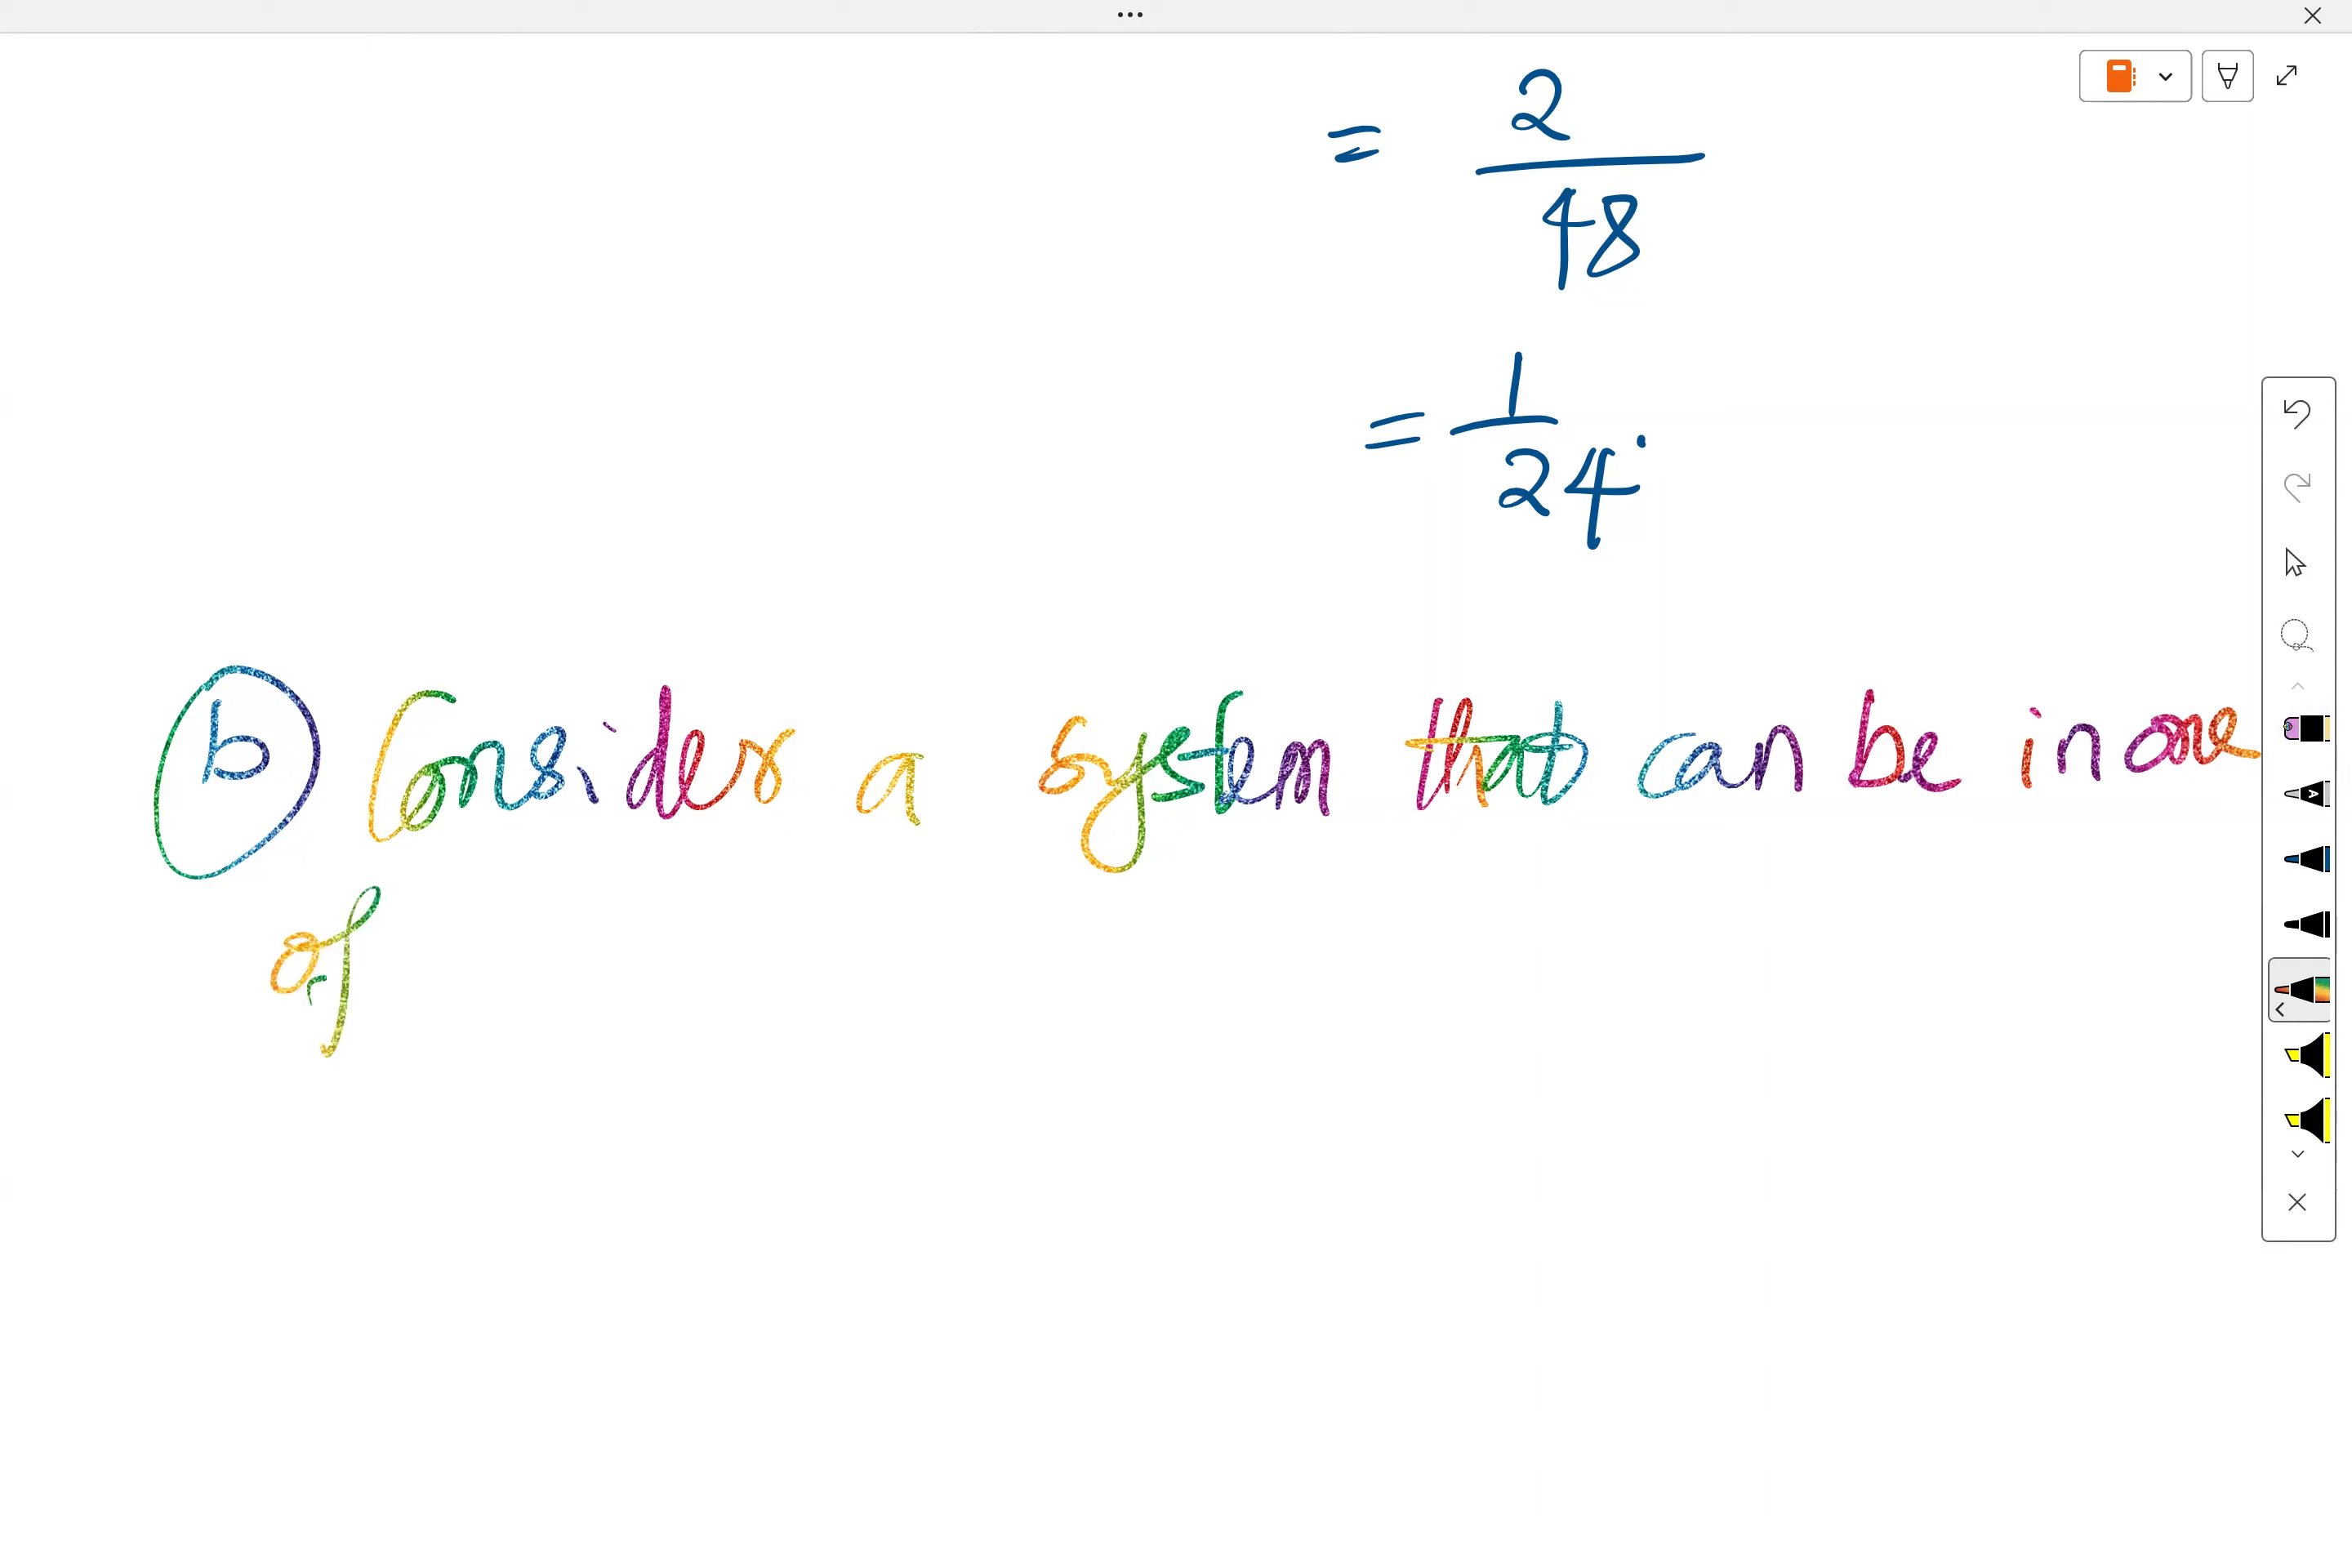 = 2/48
= 1/24.
b Consider a system that can be in one
of